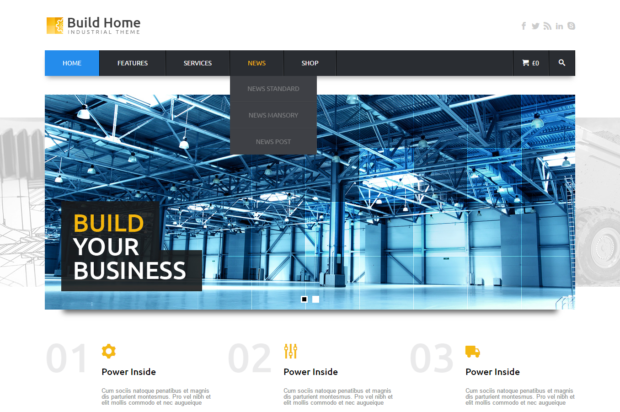 Build Home
INDUSTRIAL THEME
HOME FEATURES SERVICES NEWS SHOP £0
NEWS STANDARD
NEWS MANSORY
NEWS POST
BUILD
YOUR
BUSINESS
01 02 03
Power Inside Power Inside Power Inside
Cum sociis natoque penatibus et magnis Cum sociis natoque penatibus et magnis Cum sociis natoque penatibus et magnis
dis parturient montesmus. Pro vel nibh et dis parturient montesmus. Pro vel nibh et dis parturient montesmus. Pro vel nibh et
elit mollis commodo et nec augueique elit mollis commodo et nec augueique elit mollis commodo et nec augueique